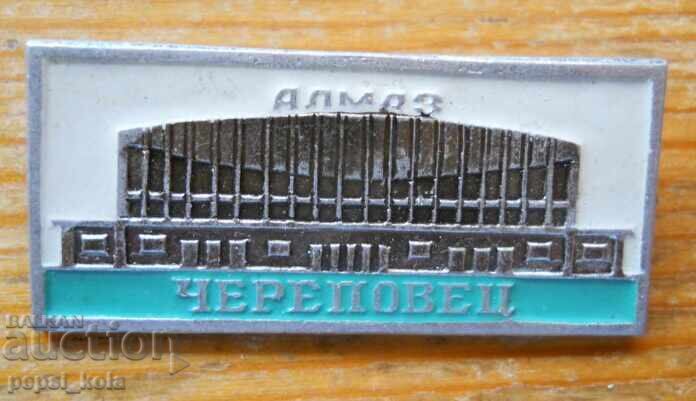 АЛМАЗ
ЧЕРЕПОВЕЦ
BALKAN
auction
pepsi_kola